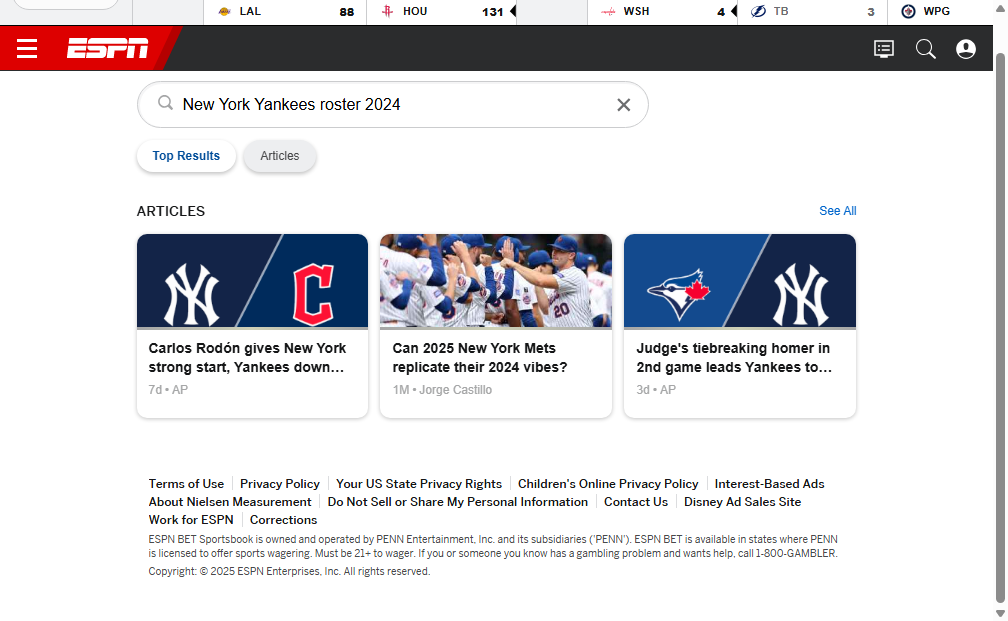 LAL 88 HOU 131 WSH 4 TB 3 WPG
ESPN
New York Yankees roster 2024
Top Results Articles
ARTICLES See All
Carlos Rodón gives New York
strong start, Yankees down...
7d • AP
20
Can 2025 New York Mets
replicate their 2024 vibes?
1M • Jorge Castillo
Judge's tiebreaking homer in
2nd game leads Yankees to...
3d • AP
Terms of Use Privacy Policy Your US State Privacy Rights Children's Online Privacy Policy Interest-Based Ads
About Nielsen Measurement Do Not Sell or Share My Personal Information Contact Us Disney Ad Sales Site
Work for ESPN Corrections
ESPN BET Sportsbook is owned and operated by PENN Entertainment, Inc. and its subsidiaries ('PENN'). ESPN BET is available in states where PENN
is licensed to offer sports wagering. Must be 21+ to wager. If you or someone you know has a gambling problem and wants help, call 1-800-GAMBLER.
Copyright: © 2025 ESPN Enterprises, Inc. All rights reserved.